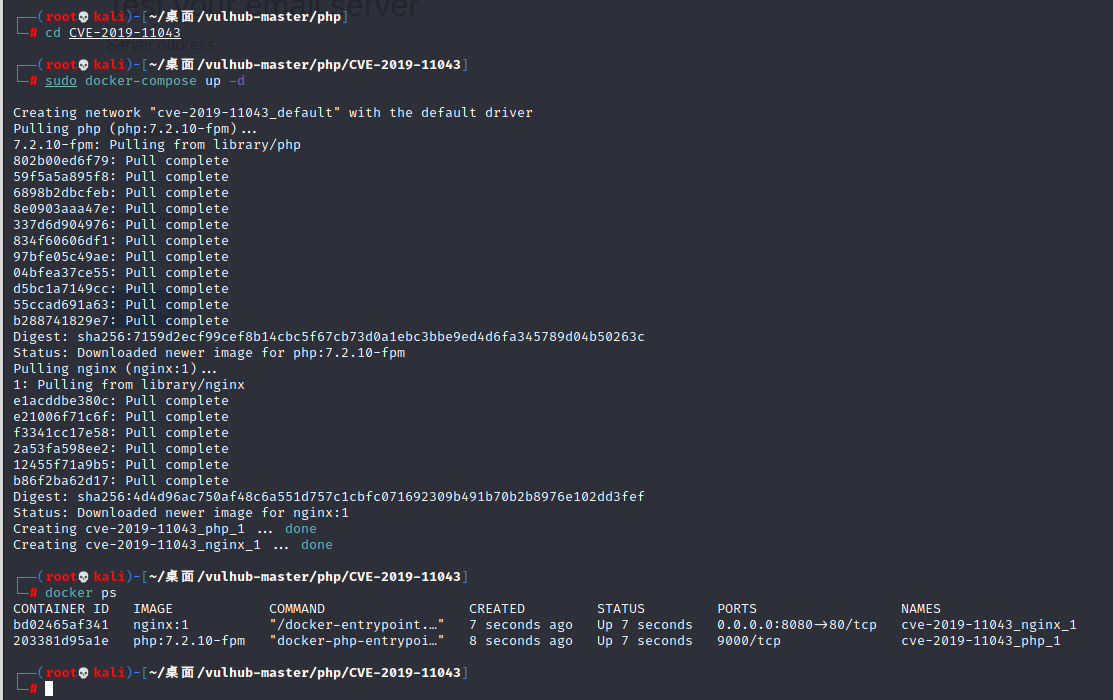 Test your email server
┌──(root💀kali)-[~/桌面/vulhub-master/php]
└─# cd CVE-2019-11043
Server address
┌──(root💀kali)-[~/桌面/vulhub-master/php/CVE-2019-11043]
└─# sudo docker-compose up -d
Creating network "cve-2019-11043_default" with the default driver
Pulling php (php:7.2.10-fpm)...
7.2.10-fpm: Pulling from library/php
802b00ed6f79: Pull complete
59f5a5a895f8: Pull complete
6898b2dbcfeb: Pull complete
8e0903aaa47e: Pull complete
337d6d904976: Pull complete
834f60606df1: Pull complete
97bfe05c49ae: Pull complete
04bfea37ce55: Pull complete
d5bc1a7149cc: Pull complete
55ccad691a63: Pull complete
b288741829e7: Pull complete
Digest: sha256:7159d2ecf99cef8b14cbc5f67cb73d0a1ebc3bbe9ed4d6fa345789d04b50263c
Status: Downloaded newer image for php:7.2.10-fpm
Pulling nginx (nginx:1)...
1: Pulling from library/nginx
e1acddbe380c: Pull complete
e21006f71c6f: Pull complete
f3341cc17e58: Pull complete
2a53fa598ee2: Pull complete
12455f71a9b5: Pull complete
b86f2ba62d17: Pull complete
Digest: sha256:4d4d96ac750af48c6a551d757c1cbfc071692309b491b70b2b8976e102dd3fef
Status: Downloaded newer image for nginx:1
Creating cve-2019-11043_php_1 ... done
Creating cve-2019-11043_nginx_1 ... done
┌──(root💀kali)-[~/桌面/vulhub-master/php/CVE-2019-11043]
└─# docker ps
CONTAINER ID IMAGE COMMAND CREATED STATUS PORTS NAMES
bd02465af341 nginx:1 "/docker-entrypoint.…" 7 seconds ago Up 7 seconds 0.0.0.0:8080->80/tcp cve-2019-11043_nginx_1
203381d95a1e php:7.2.10-fpm "docker-php-entrypoi…" 8 seconds ago Up 7 seconds 9000/tcp cve-2019-11043_php_1
┌──(root💀kali)-[~/桌面/vulhub-master/php/CVE-2019-11043]
└─#